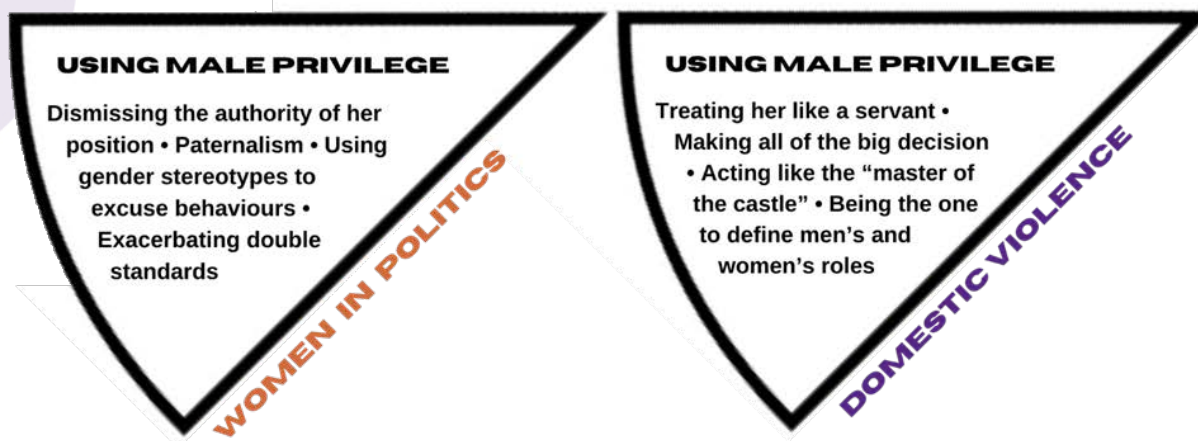 USING MALE PRIVILEGE
Dismissing the authority of her
position • Paternalism • Using
gender stereotypes to
excuse behaviours •
Exacerbating double
standards
WOMEN IN POLITICS
USING MALE PRIVILEGE
Treating her like a servant •
Making all of the big decision
• Acting like the “master of
the castle” • Being the one
to define men’s and
women’s roles
DOMESTIC VIOLENCE